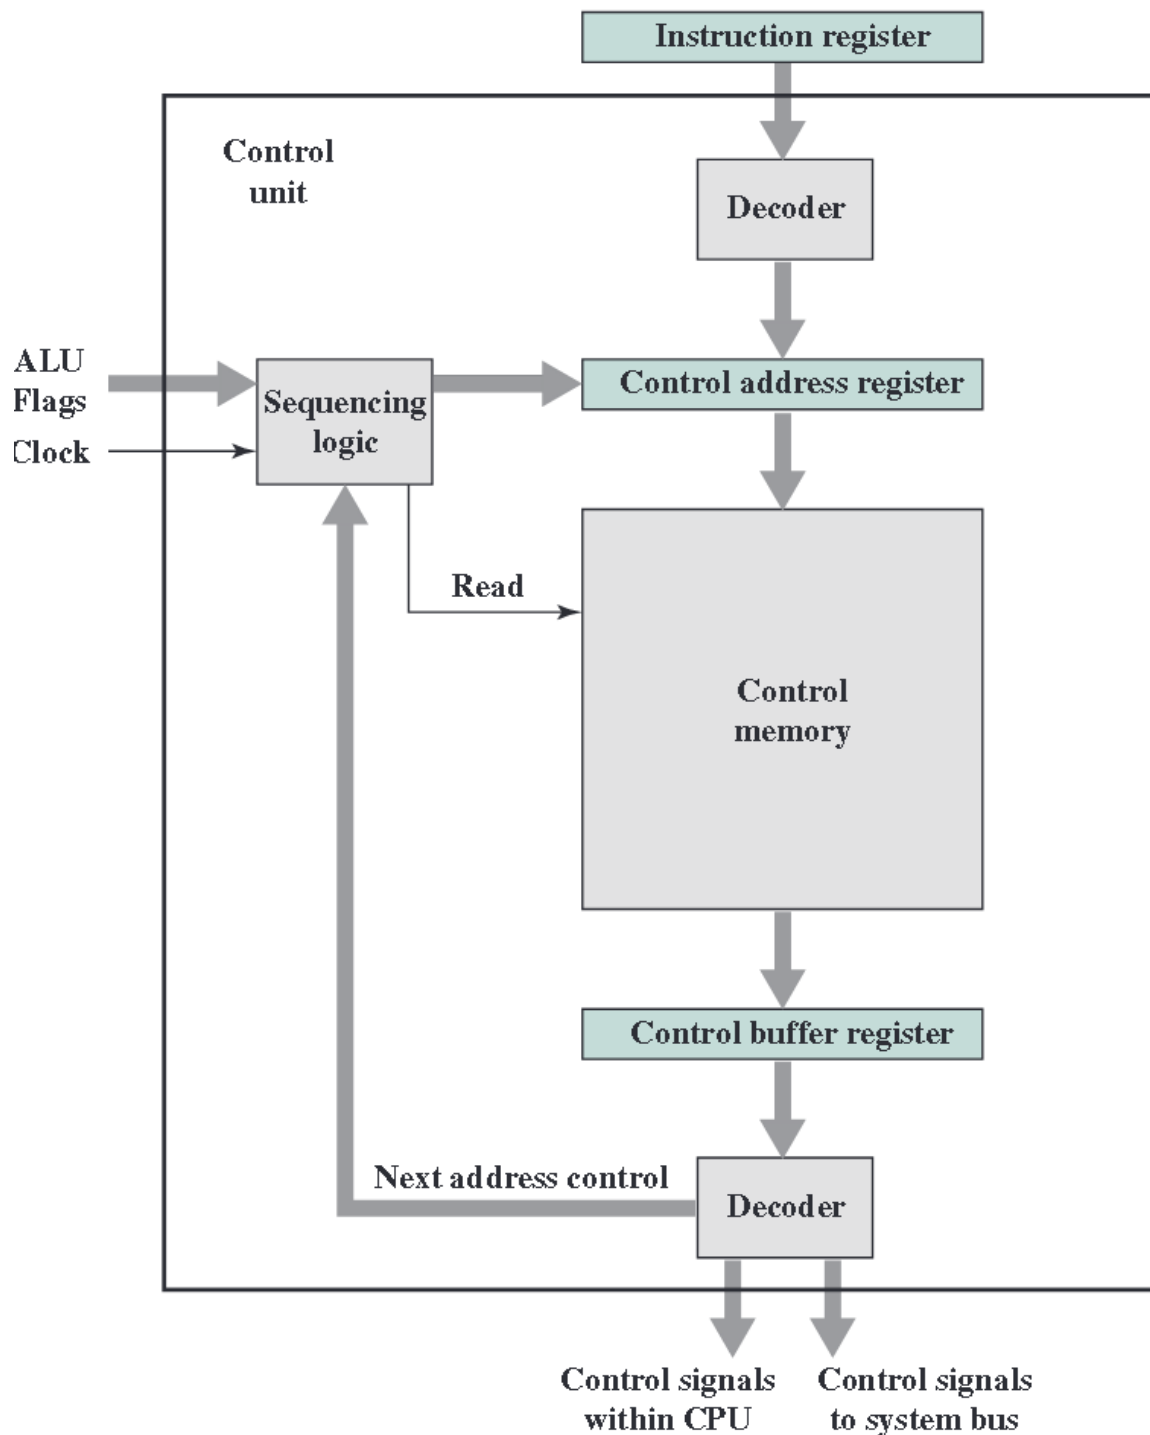 Instruction register
Control
unit
Decoder
ALU
Flags
Clock
Sequencing
logic
Control address register
Read
Control
memory
Control buffer register
Next address control
Decoder
Control signals
within CPU
Control signals
to system bus